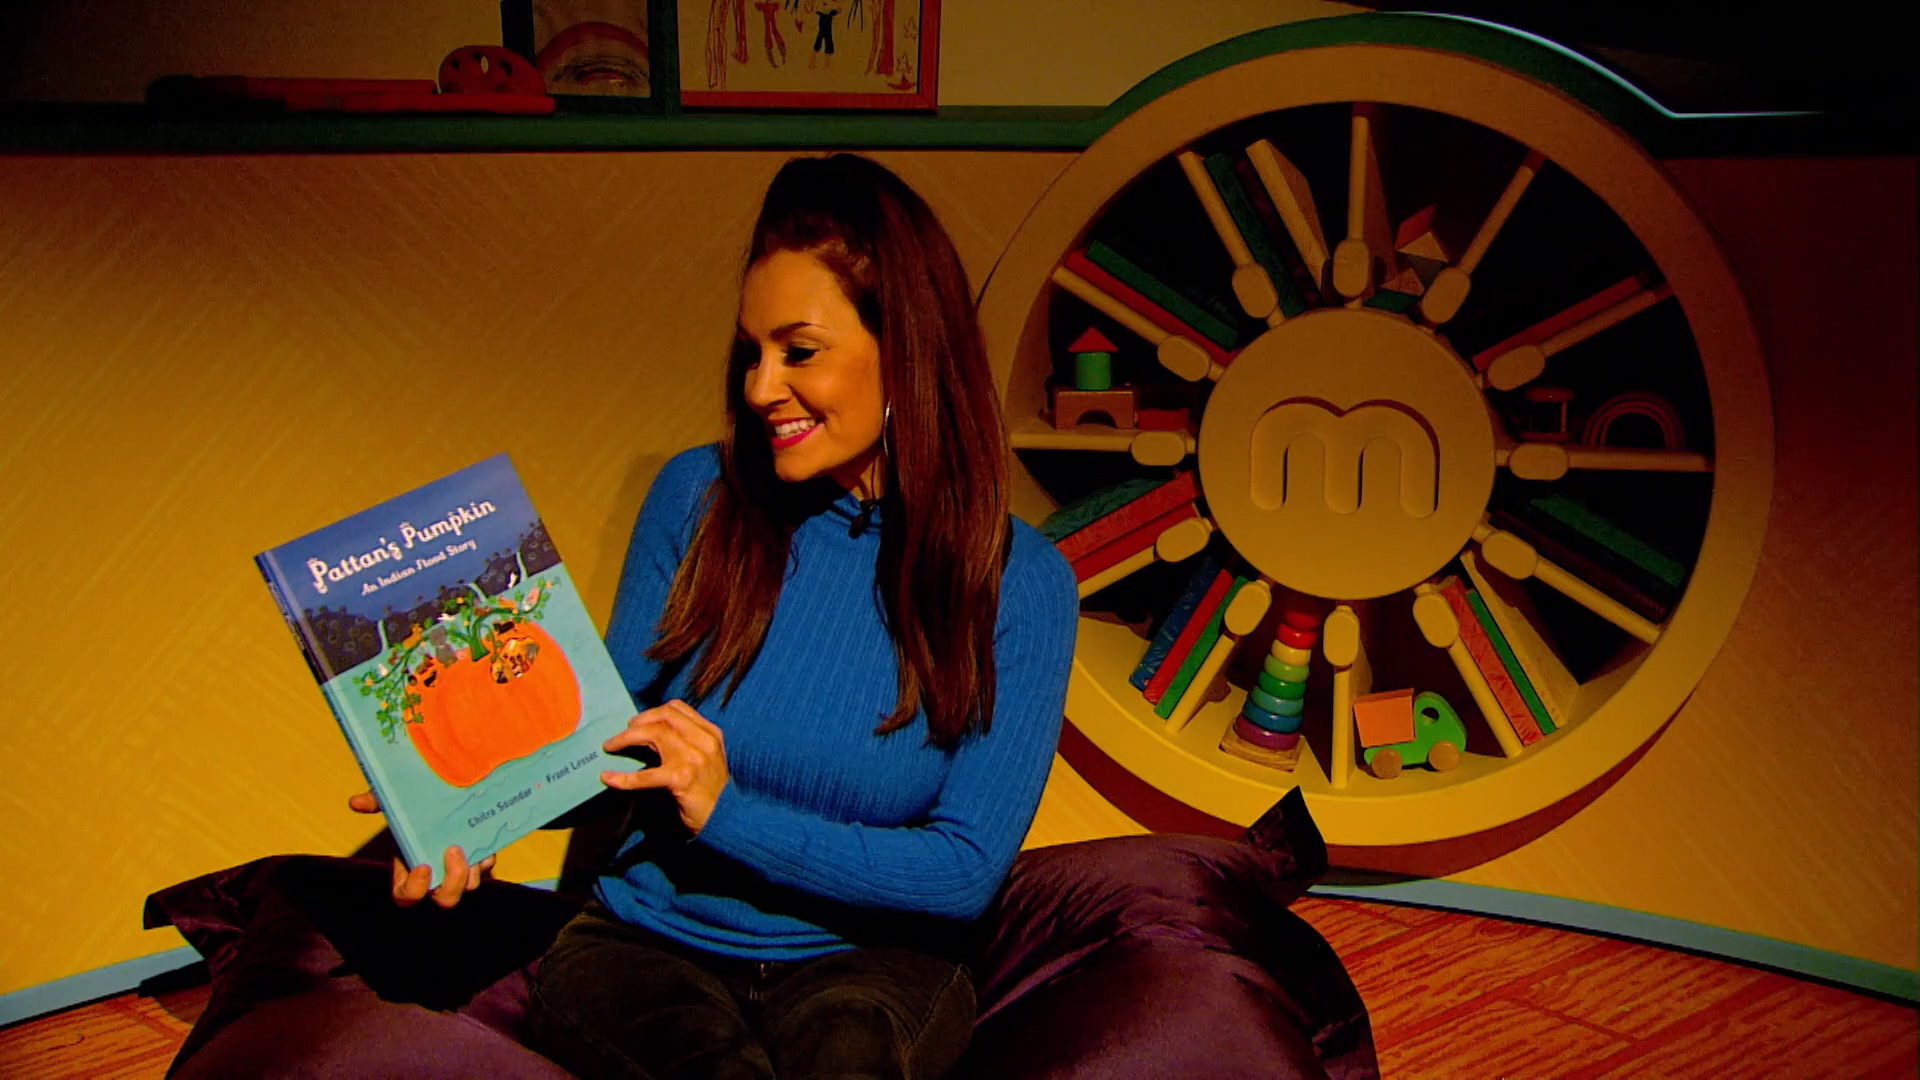 Pattan's Pumpkin
An Indian Flood Story
Chitra Soundar • Frané Lessac
m